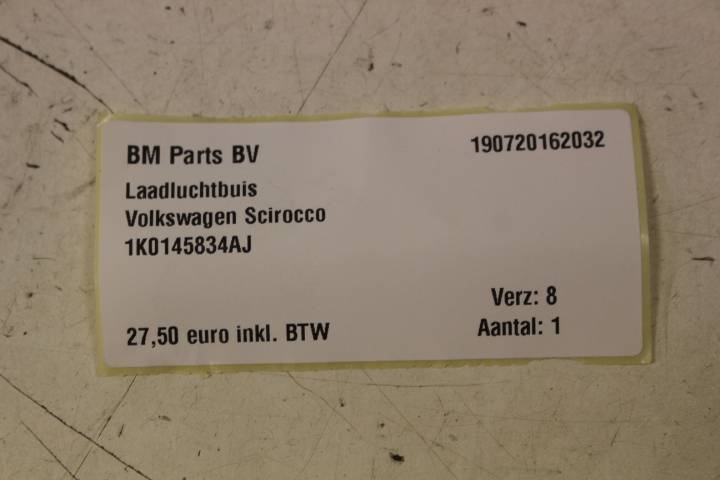 BM Parts BV
190720162032
Laadluchtbuis
Volkswagen Scirocco
1K0145834AJ
Verz: 8
27,50 euro inkl. BTW
Aantal: 1